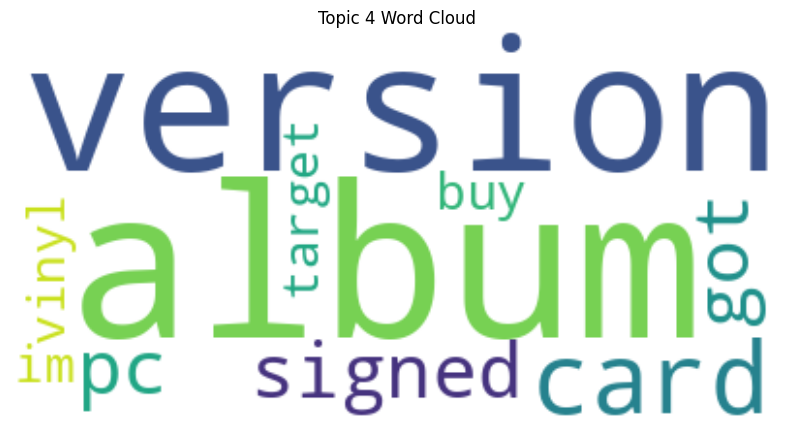 Topic 4 Word Cloud
version
target
buy
album
vinyl
got
im
pc
signed
card